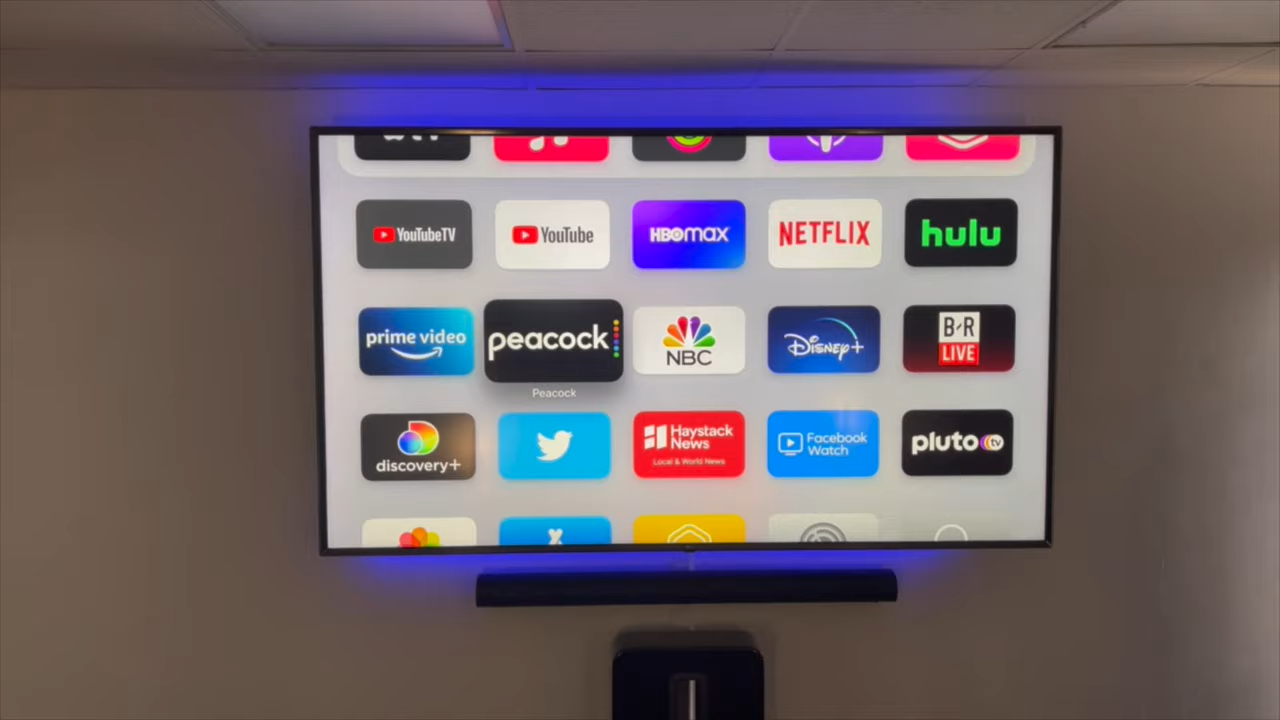 YouTubeTV
YouTube
HBOMAX
NETFLIX
hulu
prime video
peacock
NBC
Disney+
B/R
LIVE
Peacock
discovery+
Haystack
News
Local & World News
Facebook
Watch
pluto tv